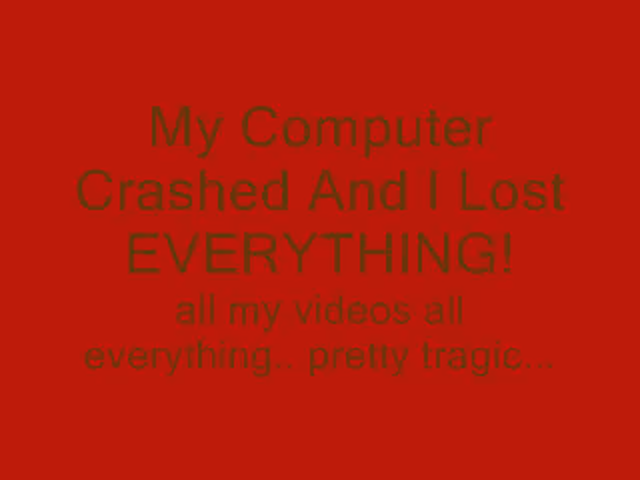 My Computer
Crashed And I Lost
EVERYTHING!
all my videos all
everything.. pretty tragic...